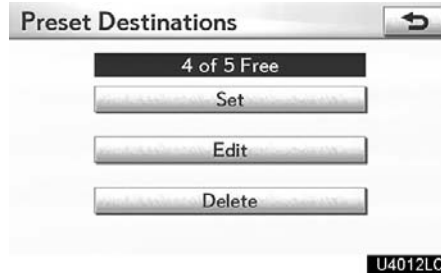 Preset Destinations
4 of 5 Free
Set
Edit
Delete
U4012LC